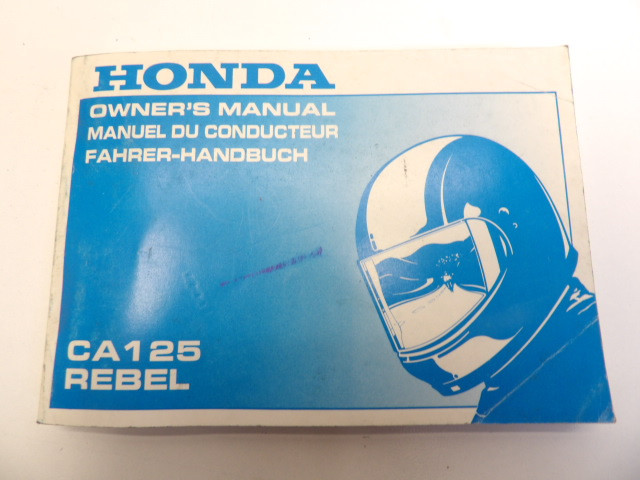 HONDA
OWNER'S MANUAL
MANUEL DU CONDUCTEUR
FAHRER-HANDBUCH
CA125
REBEL